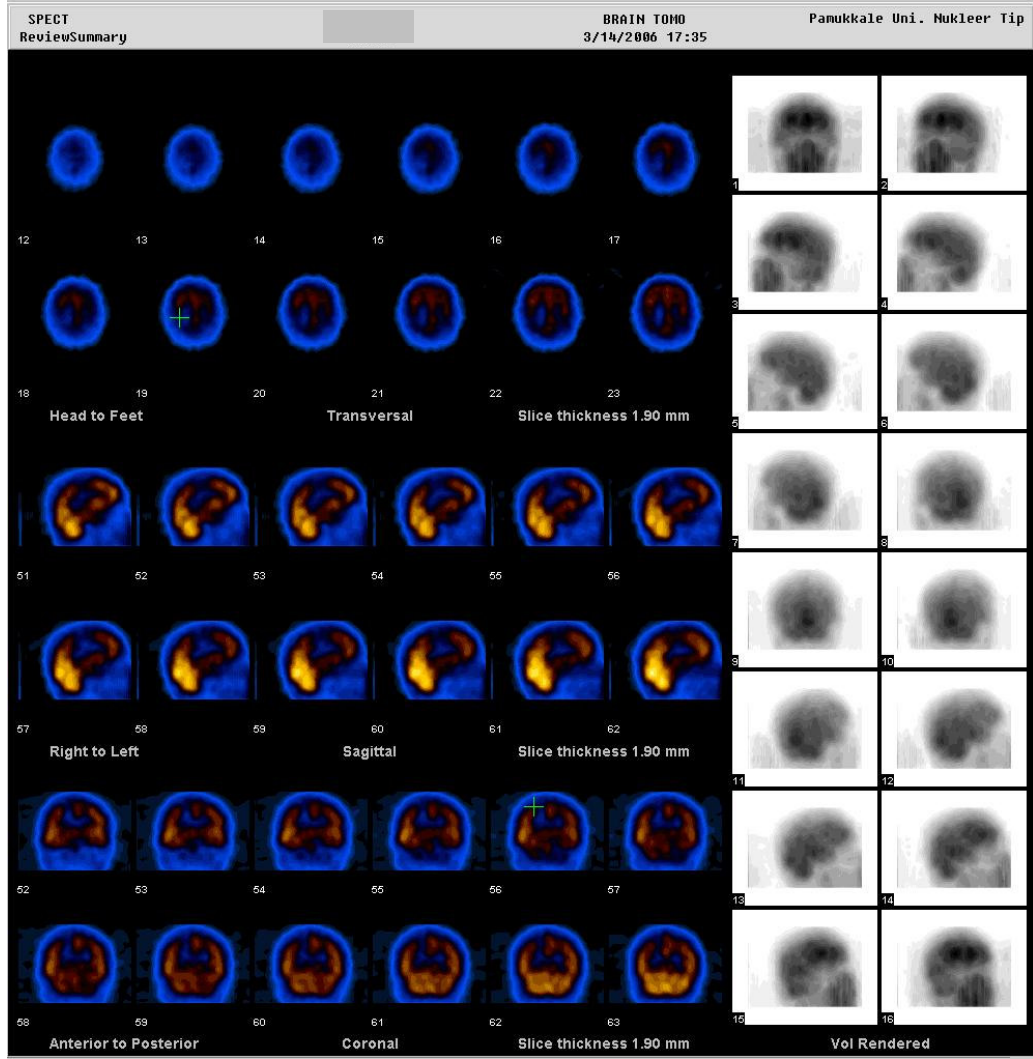 SPECT BRAIN TOMO Pamukkale Uni. Nukleer Tip
ReviewSummary 3/14/2006 17:35
12 13 14 15 16 17
18 19 20 21 22 23
Head to Feet Transversal Slice thickness 1.90 mm
51 52 53 54 55 56
57 58 59 60 61 62
Right to Left Sagittal Slice thickness 1.90 mm
52 53 54 55 56 57
58 59 60 61 62 63
Anterior to Posterior Coronal Slice thickness 1.90 mm
1 2
3 4
5 6
7 8
9 10
11 12
13 14
15 16
Vol Rendered